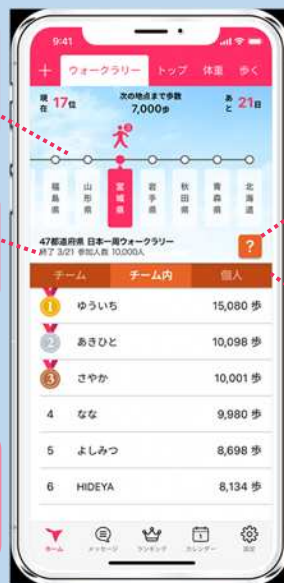 9:41
+ ウォークラリー トップ 体重 歩く
現在 17位 次の地点まで歩数 7,000歩 あと 21日
3
福島県 山形県 宮城県 岩手県 秋田県 青森県 北海道
47都道府県 日本一周ウォークラリー
終了 3/21 参加人数 10,000人
?
チーム チーム内 個人
1 ゆういち 15,080 歩
2 あきひと 10,098 歩
3 さやか 10,001 歩
4 なな 9,980 歩
5 よしみつ 8,698 歩
6 HIDEYA 8,134 歩
ホーム メッセージ ランキング カレンダー 設定